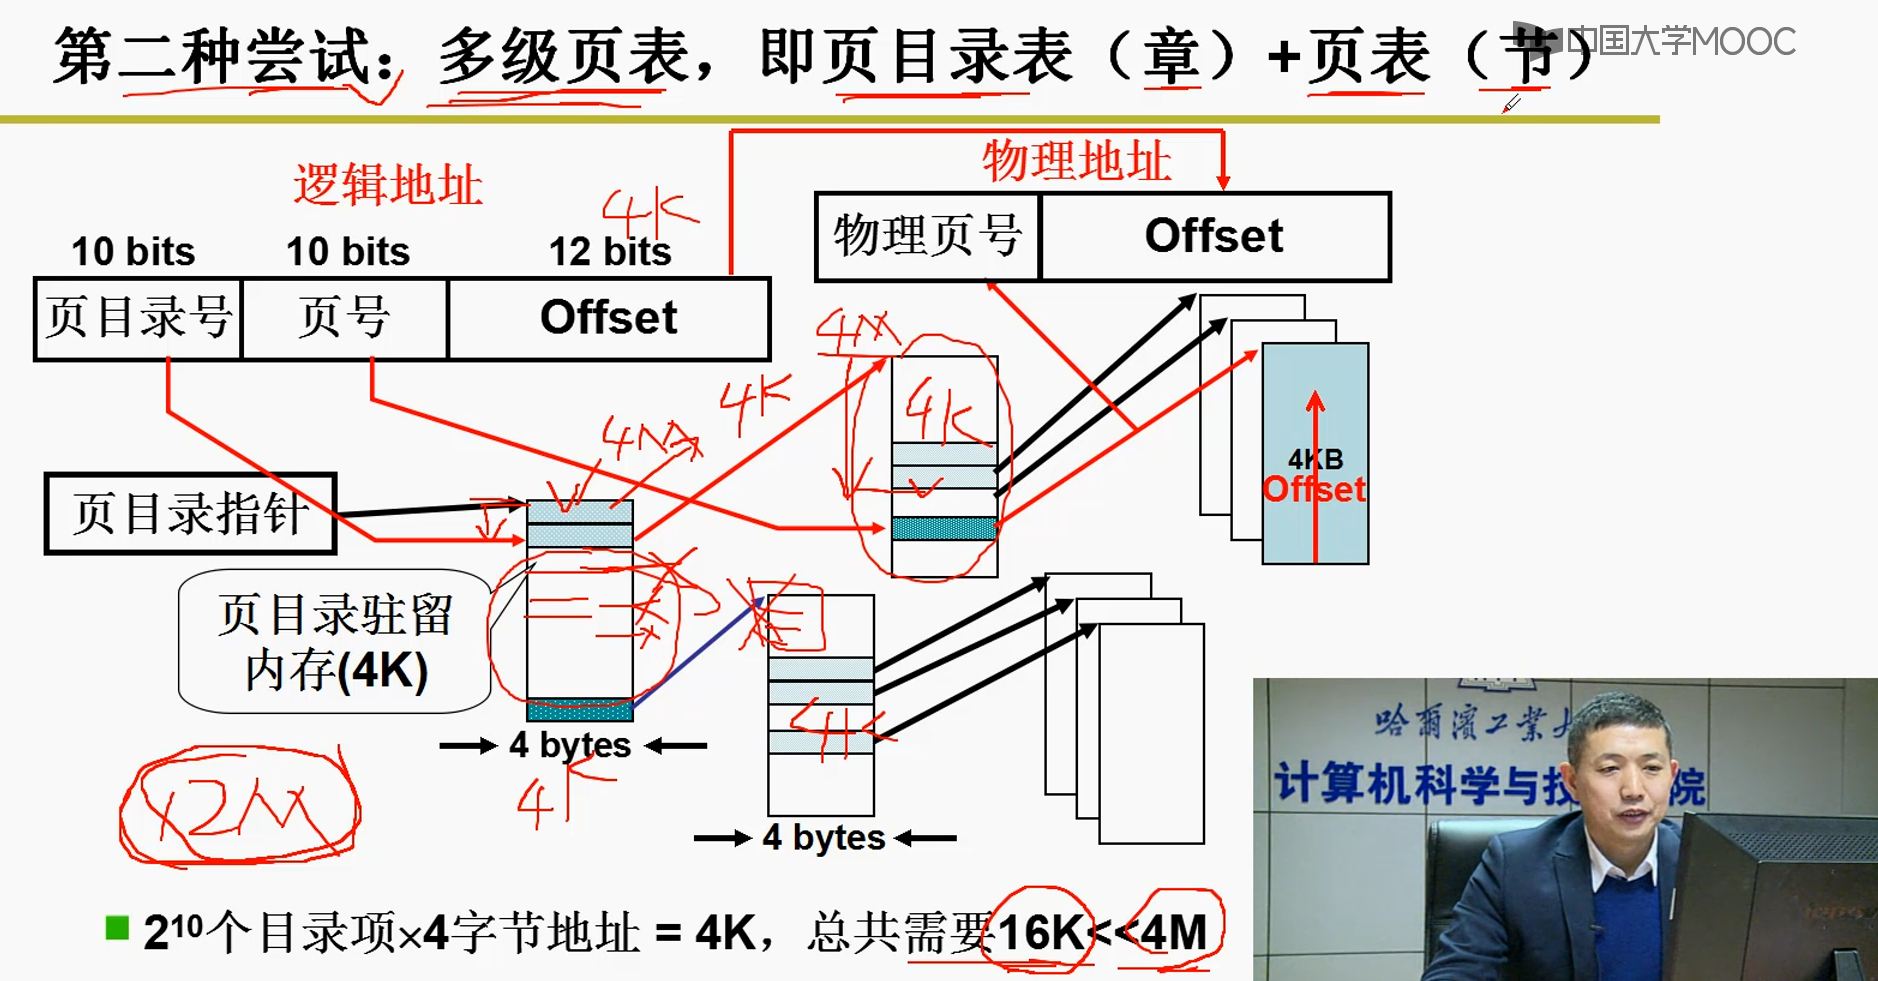 第二种尝试：多级页表，即页目录表（章）+页表（节）
中国大学MOOC
逻辑地址
物理地址
4K
10 bits
10 bits
12 bits
页目录号
页号
Offset
物理页号
Offset
4M
4K
4K
4M
页目录指针
4KB
Offset
页目录驻留
内存(4K)
4K
4 bytes
4K
4 bytes
12M
2¹⁰个目录项×4字节地址 = 4K，总共需要16K<<4M
哈尔滨工业大
计算机科学与技 院